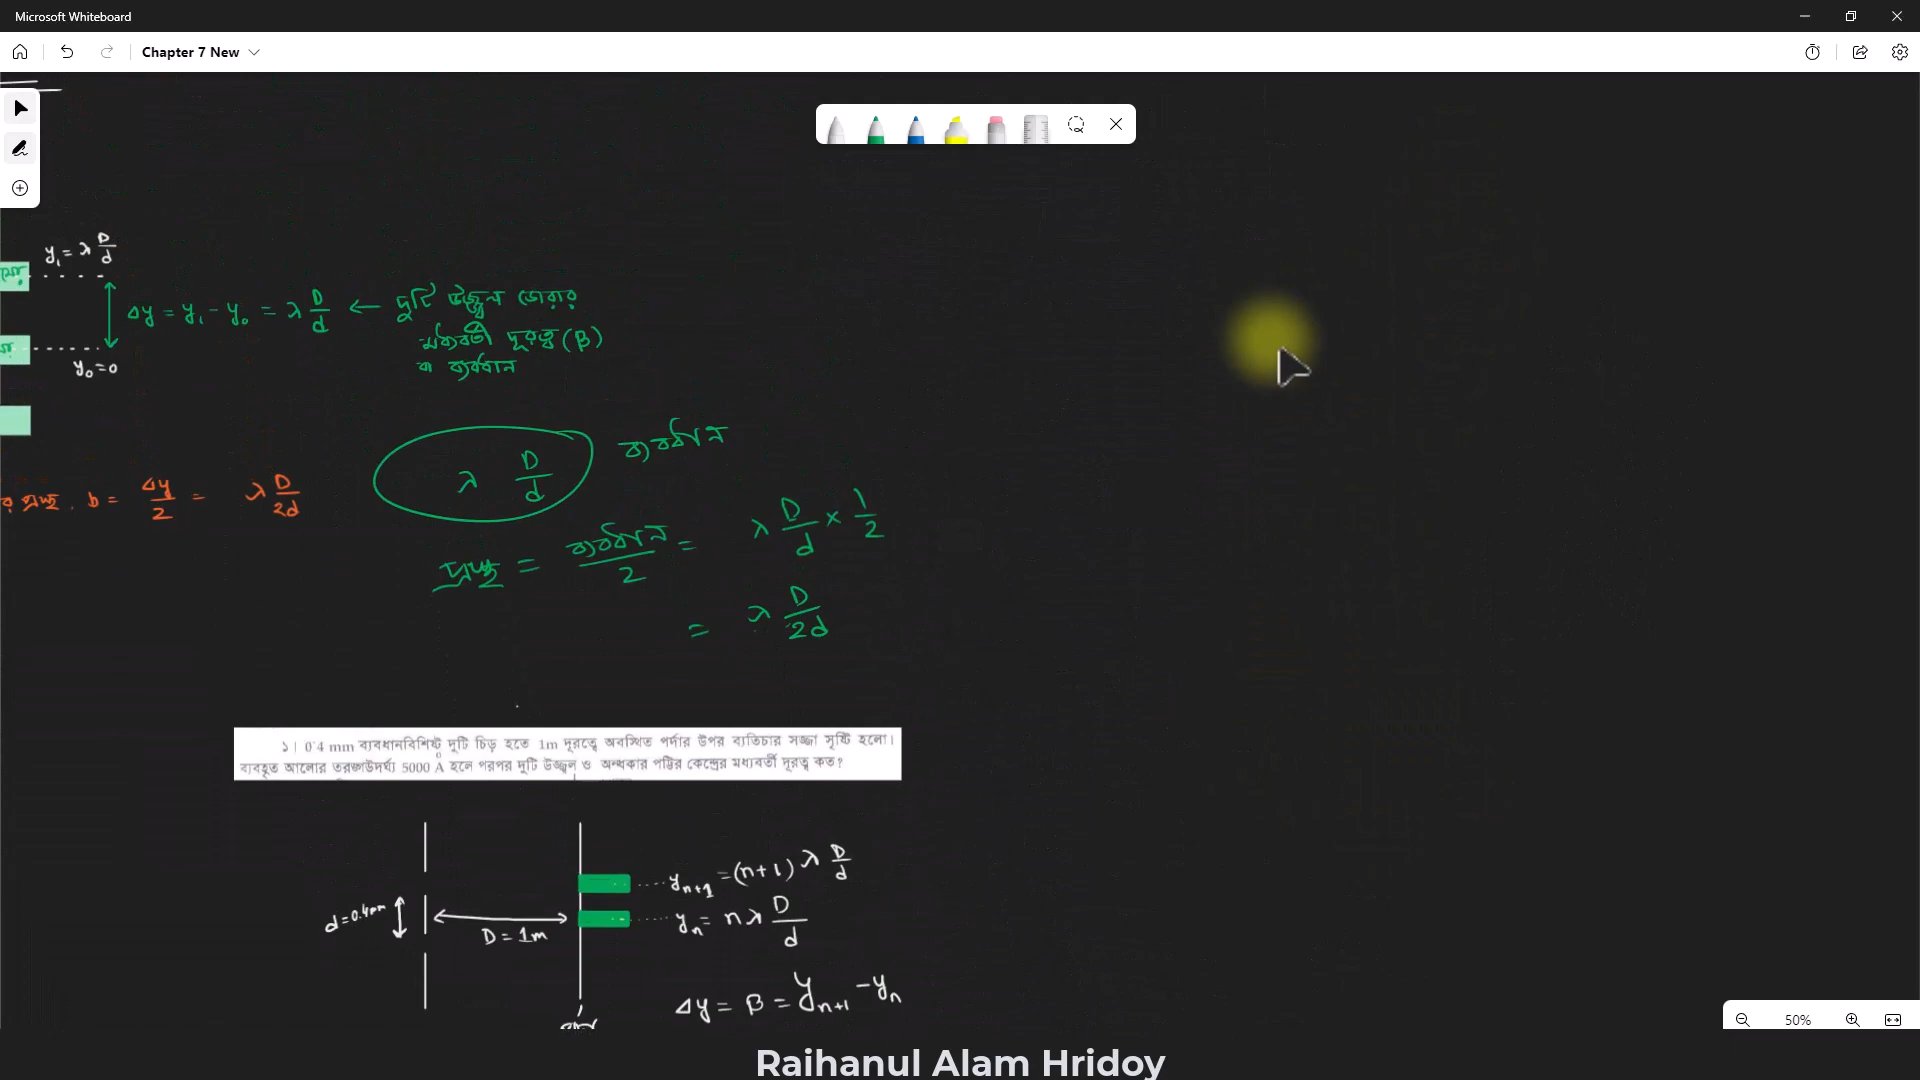 Microsoft Whiteboard
Chapter 7 New
y₁ = λ D/d
Δy = y₁ - y₀ = λ D/d ← দুটি উজ্জ্বল ডোরার
মধ্যবর্তী দূরত্ব (β)
বা ব্যবধান
y₀ = 0
λ D/d ব্যবধান
র প্রস্থ . b = Δy/2 = λ D/2d
প্রস্থ = ব্যবধান/2 = λ D/d × 1/2
= λ D/2d
১। 0·4 mm ব্যবধানবিশিষ্ট দুটি চিড় হতে 1m দূরত্বে অবস্থিত পর্দার উপর ব্যতিচার সজ্জা সৃষ্টি হলো।
ব্যবহৃত আলোর তরঙ্গদৈর্ঘ্য 5000 Å হলে পরপর দুটি উজ্জ্বল ও অন্ধকার পট্টির কেন্দ্রের মধ্যবর্তী দূরত্ব কত?
yₙ₊₁ = (n+1) λ D/d
d = 0.4mm
D = 1m
yₙ = nλ D/d
Δy = β = yₙ₊₁ - yₙ
50%
Raihanul Alam Hridoy